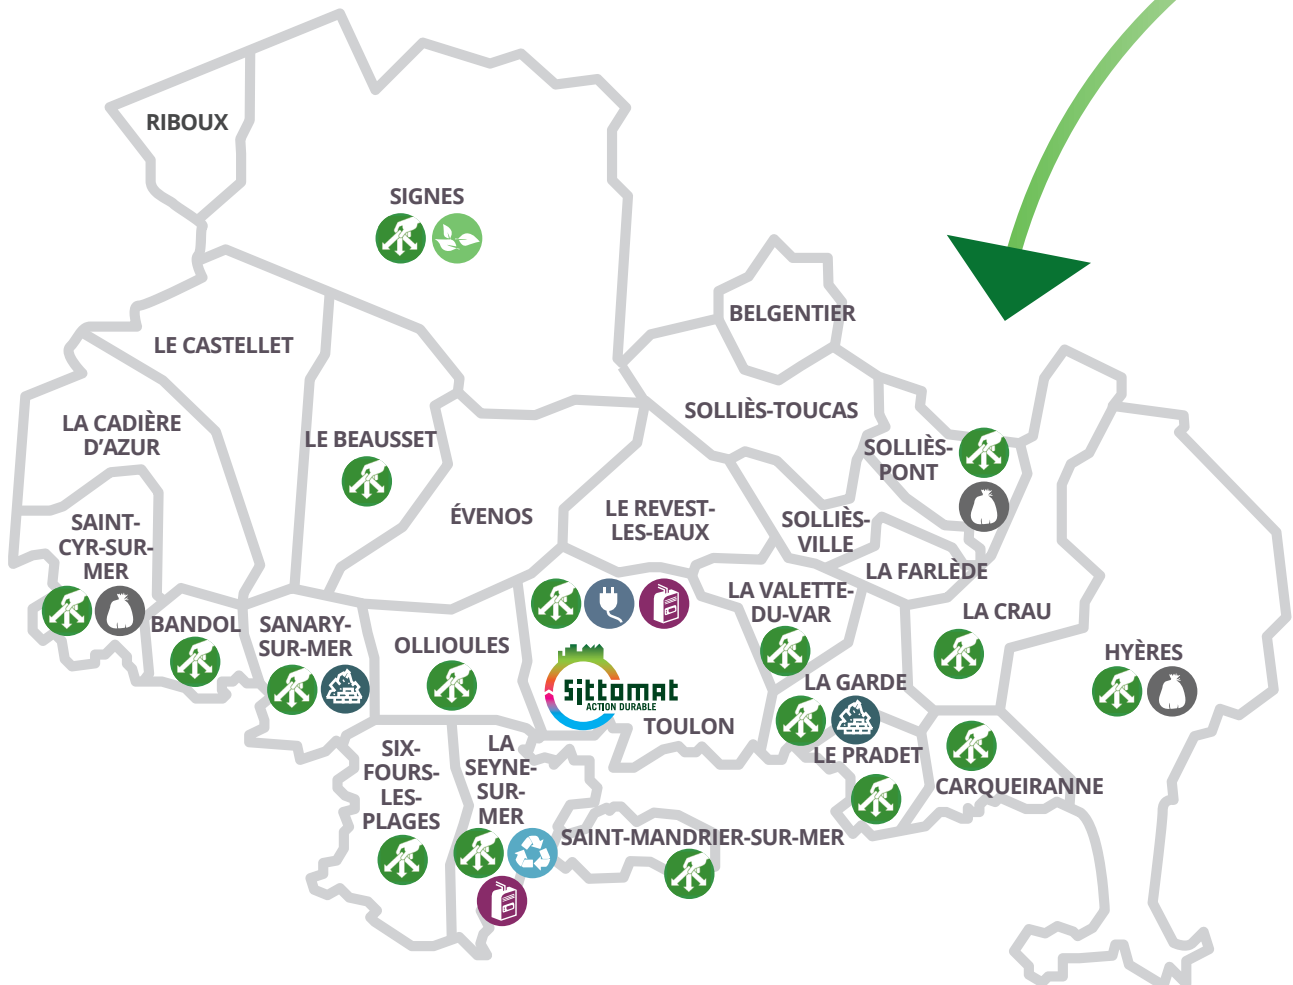 RIBOUX
SIGNES
BELGENTIER
LE CASTELLET
LA CADIÈRE
D'AZUR
LE BEAUSSET
SOLLIÈS-TOUCAS
SOLLIÈS-
PONT
SAINT-
CYR-SUR-
MER
ÉVENOS
LE REVEST-
LES-EAUX
SOLLIÈS-
VILLE
LA FARLÈDE
BANDOL
SANARY-
SUR-MER
OLLIOULES
LA VALETTE-
DU-VAR
LA CRAU
HYÈRES
Sittomat
ACTION DURABLE
TOULON
LA GARDE
LE PRADET
CARQUEIRANNE
SIX-
FOURS-
LES-
PLAGES
LA
SEYNE-
SUR-
MER
SAINT-MANDRIER-SUR-MER